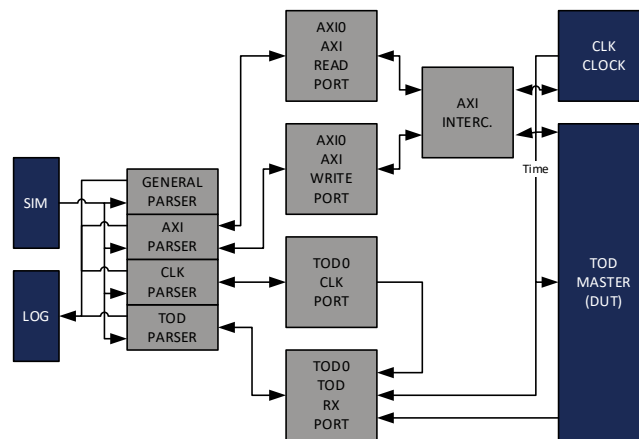 AXI0
AXI
READ
PORT
CLK
CLOCK
AXI
INTERC.
AXI0
AXI
WRITE
PORT
Time
SIM
GENERAL
PARSER
AXI
PARSER
CLK
PARSER
TOD
PARSER
LOG
TOD0
CLK
PORT
TOD
MASTER
(DUT)
TOD0
TOD
RX
PORT